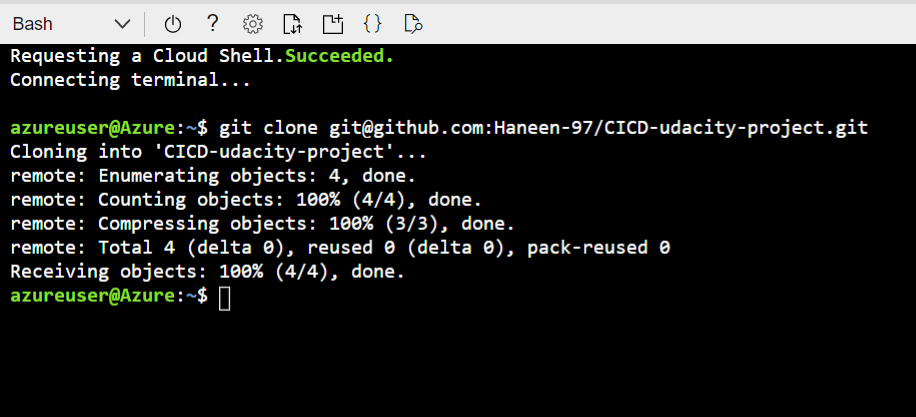 Bash
Requesting a Cloud Shell.Succeeded.
Connecting terminal...
azureuser@Azure:~$ git clone git@github.com:Haneen-97/CICD-udacity-project.git
Cloning into 'CICD-udacity-project'...
remote: Enumerating objects: 4, done.
remote: Counting objects: 100% (4/4), done.
remote: Compressing objects: 100% (3/3), done.
remote: Total 4 (delta 0), reused 0 (delta 0), pack-reused 0
Receiving objects: 100% (4/4), done.
azureuser@Azure:~$